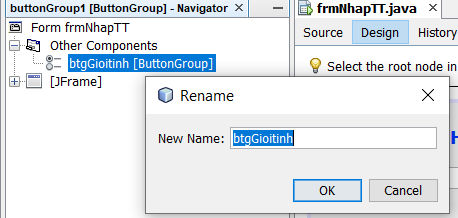 buttonGroup1 [ButtonGroup] - Navigator
Form frmNhapTT
Other Components
btgGioitinh [ButtonGroup]
[JFrame]
frmNhapTT.java
Source Design History
Select the root node in
Rename
New Name: btgGioitinh
OK Cancel